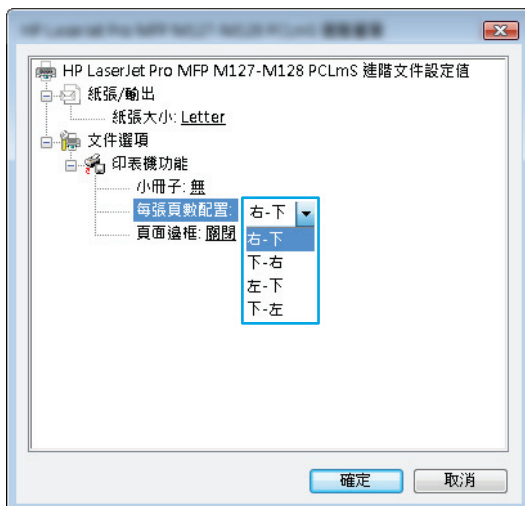 HP LaserJet Pro MFP M127-M128 PCLmS 進階文件設定值
紙張/輸出
紙張大小: Letter
文件選項
印表機功能
小冊子: 無
每張頁數配置: 右-下
頁面邊框: 關閉
右-下
下-右
左-下
下-左
確定 取消